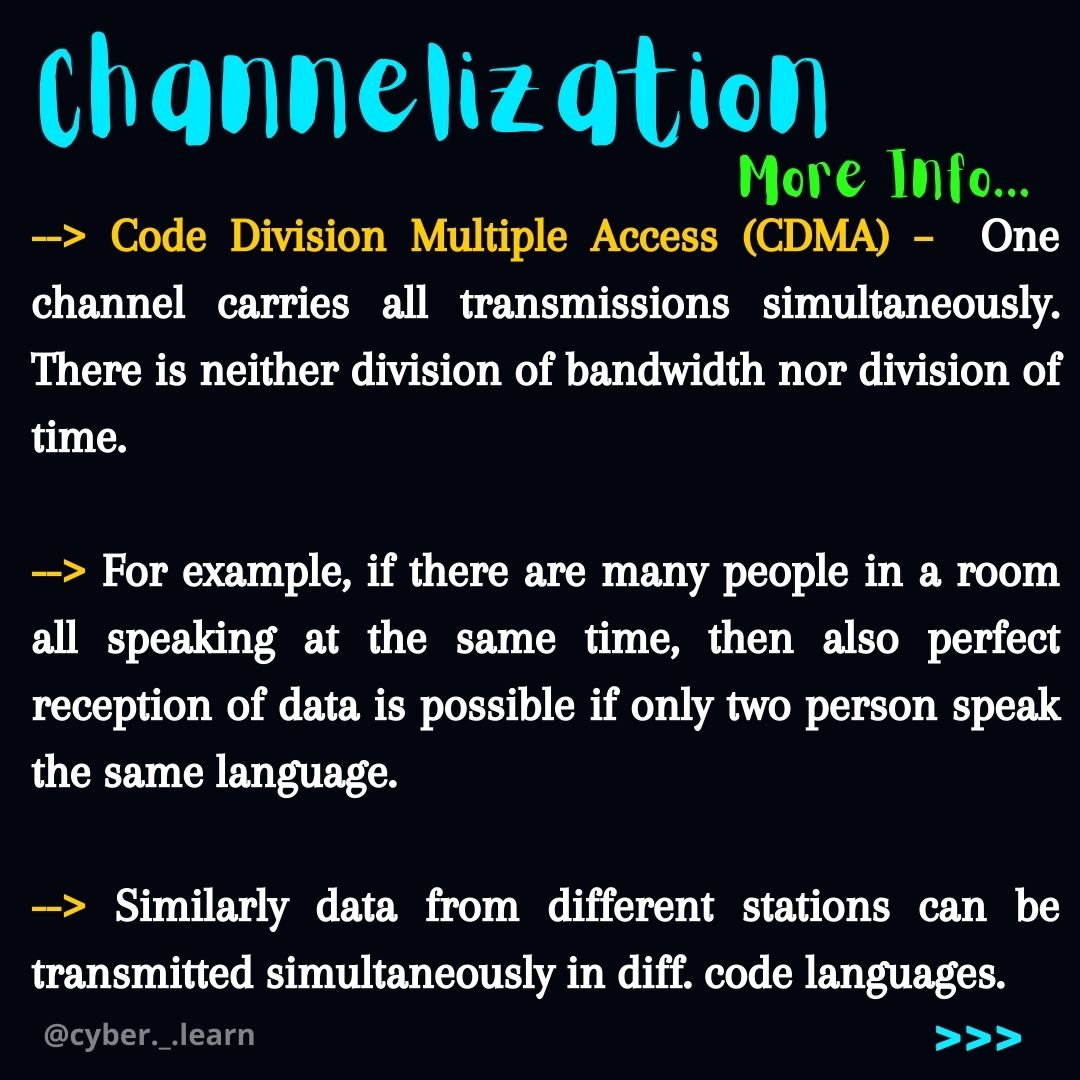 Channelization
More Info...
--> Code Division Multiple Access (CDMA) – One
channel carries all transmissions simultaneously.
There is neither division of bandwidth nor division of
time.
--> For example, if there are many people in a room
all speaking at the same time, then also perfect
reception of data is possible if only two person speak
the same language.
--> Similarly data from different stations can be
transmitted simultaneously in diff. code languages.
@cyber._.learn
>>>